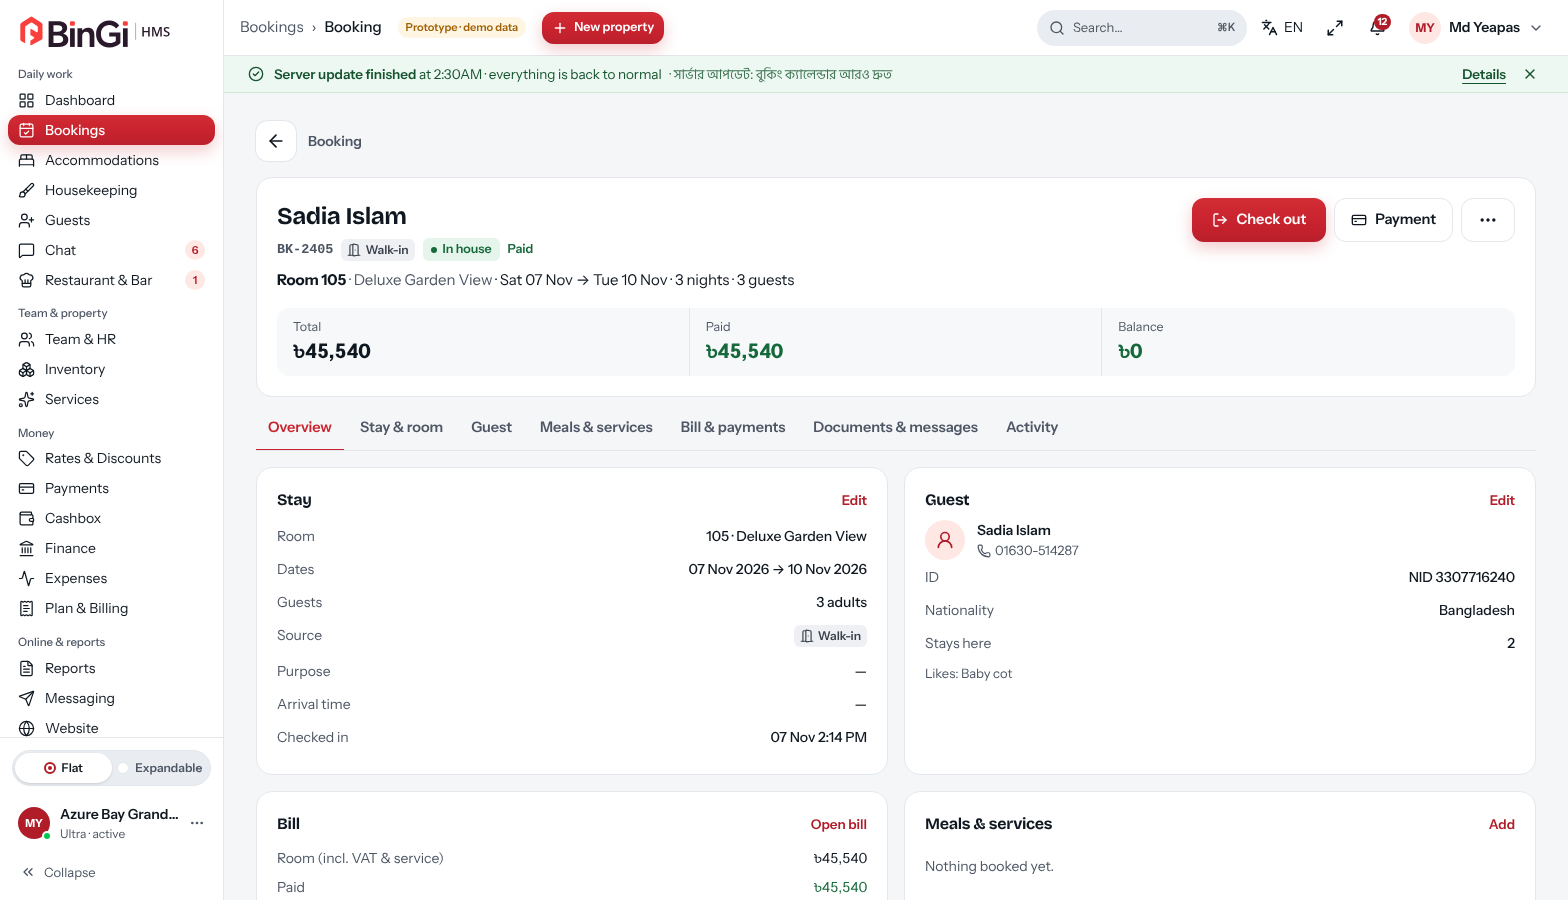 BinGi HMS
Bookings › Booking
Prototype · demo data
+ New property
Search...
⌘K
EN
12
MY
Md Yeapas
Server update finished at 2:30AM · everything is back to normal · সার্ভার আপডেট: বুকিং ক্যালেন্ডার আরও দ্রুত
Details
Daily work
Dashboard
Bookings
Accommodations
Housekeeping
Guests
Chat
6
Restaurant & Bar
1
Team & property
Team & HR
Inventory
Services
Money
Rates & Discounts
Payments
Cashbox
Finance
Expenses
Plan & Billing
Online & reports
Reports
Messaging
Website
Flat
Expandable
MY
Azure Bay Grand...
Ultra · active
Collapse
Booking
Sadia Islam
BK-2405
Walk-in
In house
Paid
Room 105 · Deluxe Garden View · Sat 07 Nov → Tue 10 Nov · 3 nights · 3 guests
Check out
Payment
Total
৳45,540
Paid
৳45,540
Balance
৳0
Overview
Stay & room
Guest
Meals & services
Bill & payments
Documents & messages
Activity
Stay
Edit
Room
105 · Deluxe Garden View
Dates
07 Nov 2026 → 10 Nov 2026
Guests
3 adults
Source
Walk-in
Purpose
—
Arrival time
—
Checked in
07 Nov 2:14 PM
Guest
Edit
Sadia Islam
01630-514287
ID
NID 3307716240
Nationality
Bangladesh
Stays here
2
Likes: Baby cot
Bill
Open bill
Room (incl. VAT & service)
৳45,540
Paid
৳45,540
Meals & services
Add
Nothing booked yet.